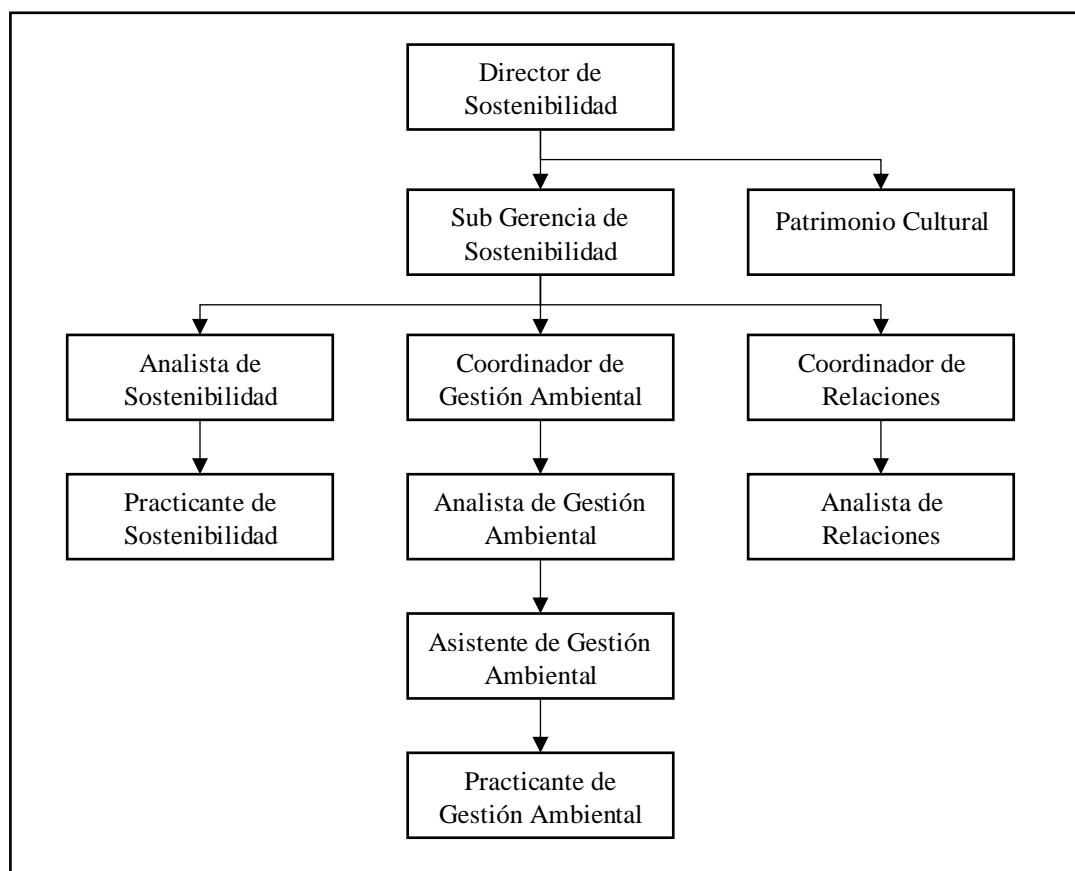 Director de
Sostenibilidad
Sub Gerencia de
Sostenibilidad
Patrimonio Cultural
Analista de
Sostenibilidad
Coordinador de
Gestión Ambiental
Coordinador de
Relaciones
Practicante de
Sostenibilidad
Analista de Gestión
Ambiental
Analista de
Relaciones
Asistente de Gestión
Ambiental
Practicante de
Gestión Ambiental